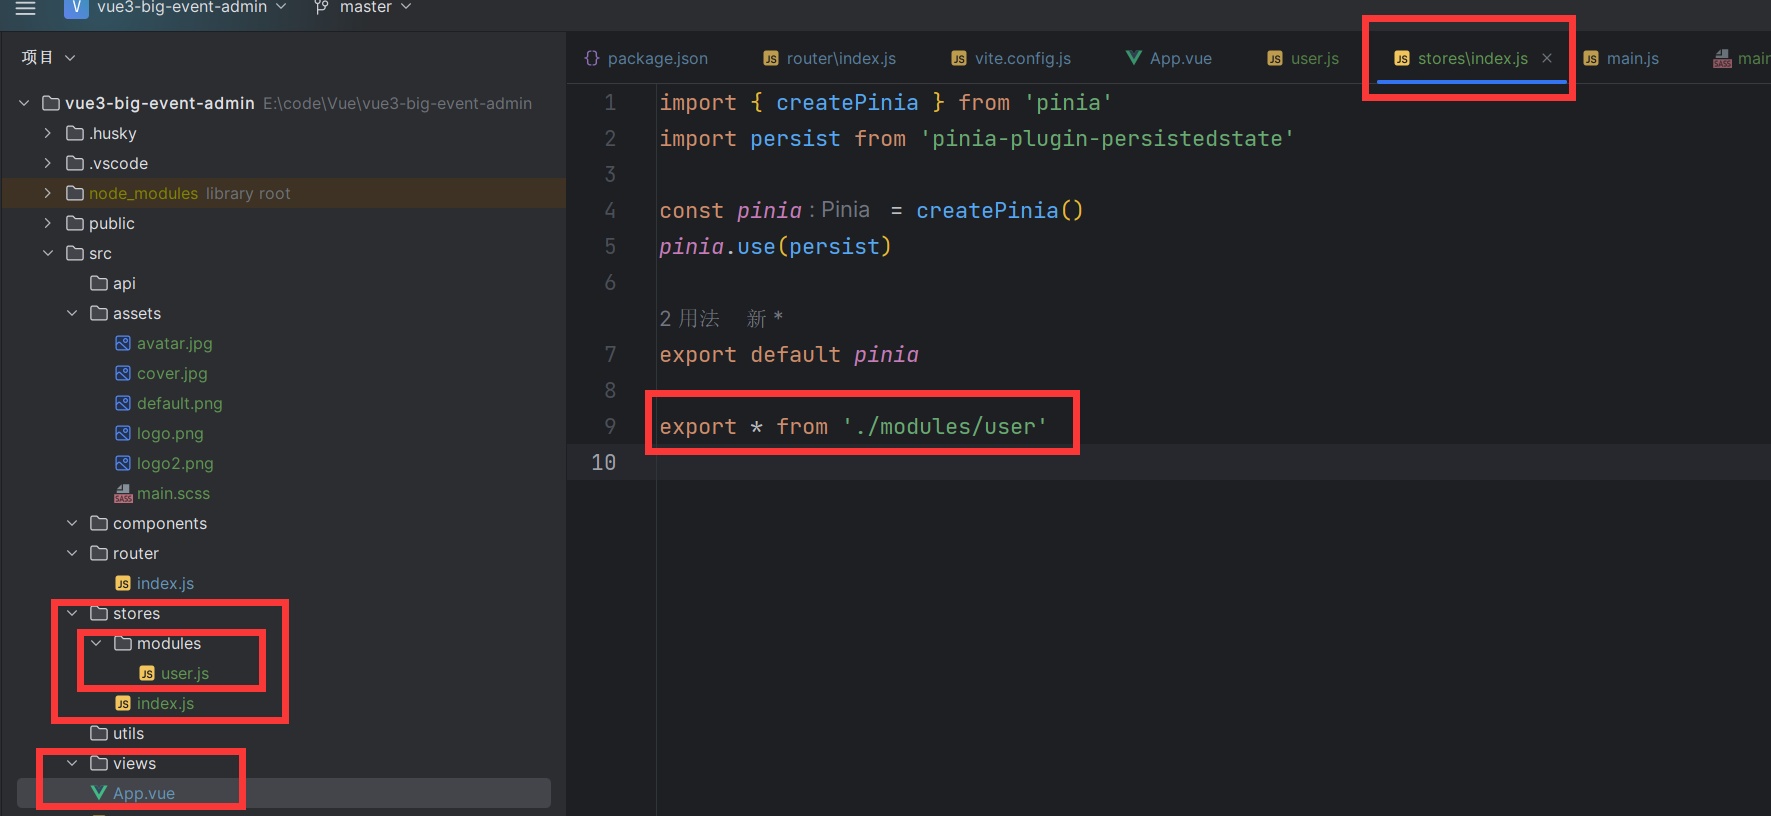 V vue3-big-event-admin master
项目
package.json router\index.js vite.config.js App.vue user.js stores\index.js main.js main
vue3-big-event-admin E:\code\Vue\vue3-big-event-admin
.husky
.vscode
node_modules library root
public
src
api
assets
avatar.jpg
cover.jpg
default.png
logo.png
logo2.png
main.scss
components
router
index.js
stores
modules
user.js
index.js
utils
views
App.vue
1 import { createPinia } from 'pinia'
2 import persist from 'pinia-plugin-persistedstate'
3
4 const pinia : Pinia = createPinia()
5 pinia.use(persist)
6
2 用法 新 *
7 export default pinia
8
9 export * from './modules/user'
10